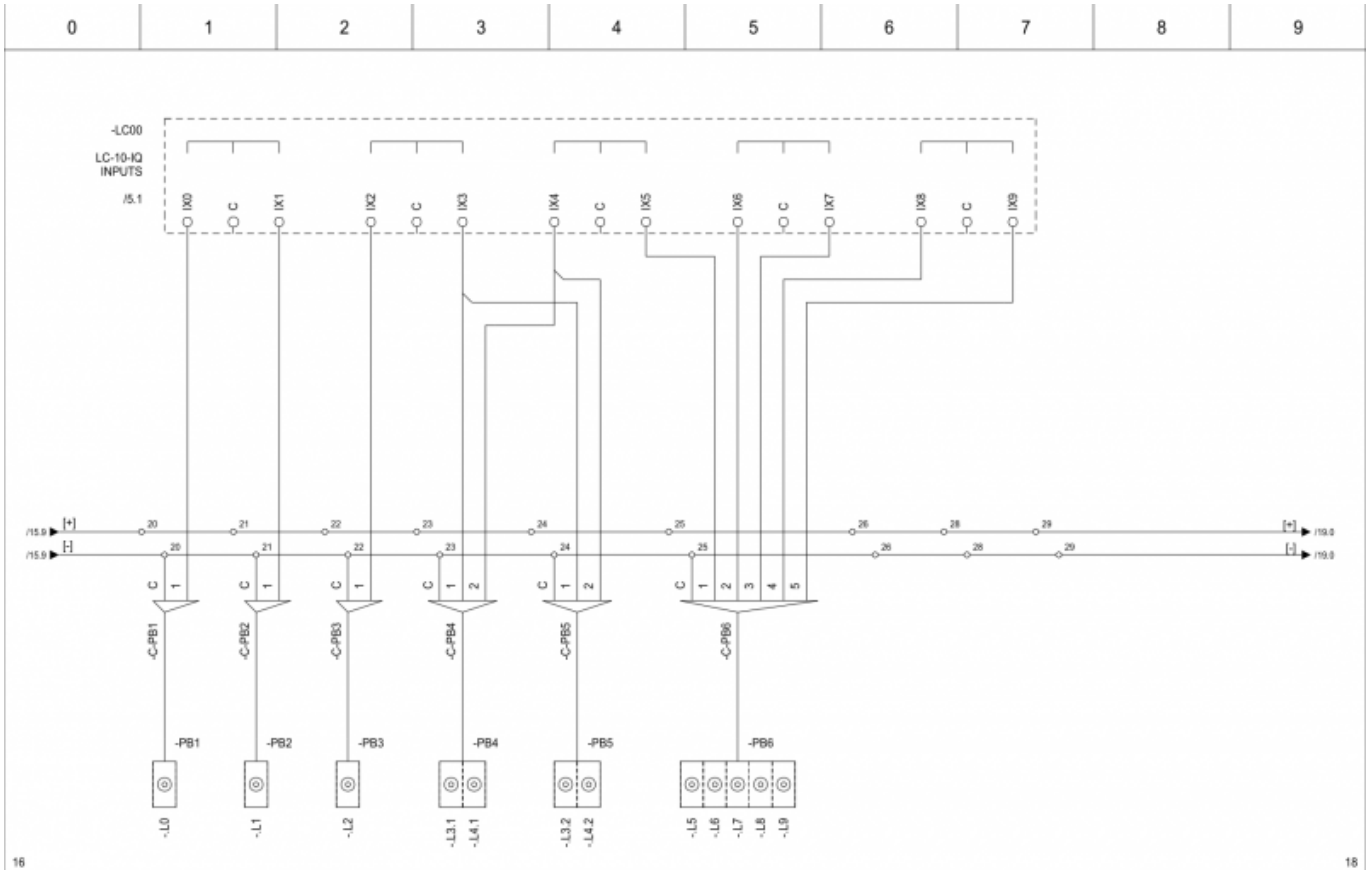 0 1 2 3 4 5 6 7 8 9
-LC00
LC-10-IQ
INPUTS
/5.1
IX0 C IX1 IX2 C IX3 IX4 C IX5 IX6 C IX7 IX8 C IX9
/15.9 [+] 20 21 22 23 24 25 26 28 29 [+] /19.0
/15.9 [-] 20 21 22 23 24 25 26 28 29 [-] /19.0
C 1 C 1 C 1 C 1 2 C 1 2 C 1 2 3 4 5
-C-PB1 -C-PB2 -C-PB3 -C-PB4 -C-PB5 -C-PB6
-PB1 -PB2 -PB3 -PB4 -PB5 -PB6
-.L0 -.L1 -.L2 -.L3.1 -.L4.1 -.L3.2 -.L4.2 -.L5 -.L6 -.L7 -.L8 -.L9
16 18